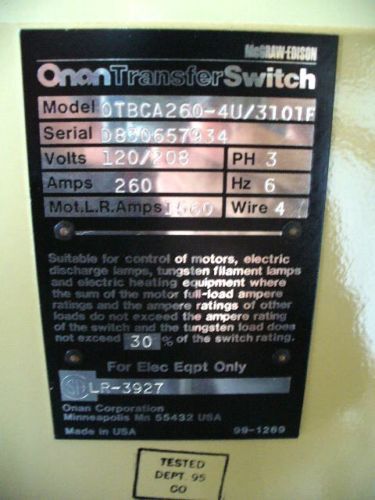 McGRAW-EDISON
Onan Transfer Switch
Model OTBCA260-4U/3101F
Serial D830657934
Volts 120/208 PH 3
Amps 260 Hz 6
Mot.L.R.Amps 1560 Wire 4
Suitable for control of motors, electric
discharge lamps, tungsten filament lamps
and electric heating equipment where
the sum of the motor full-load ampere
ratings and the ampere ratings of other
loads do not exceed the ampere rating
of the switch and the tungsten load does
not exceed 30 % of the switch rating.
For Elec Eqpt Only
LR-3927
Onan Corporation
Minneapolis Mn 55432 USA
Made in USA 99-1269
TESTED
DEPT. 95
CO